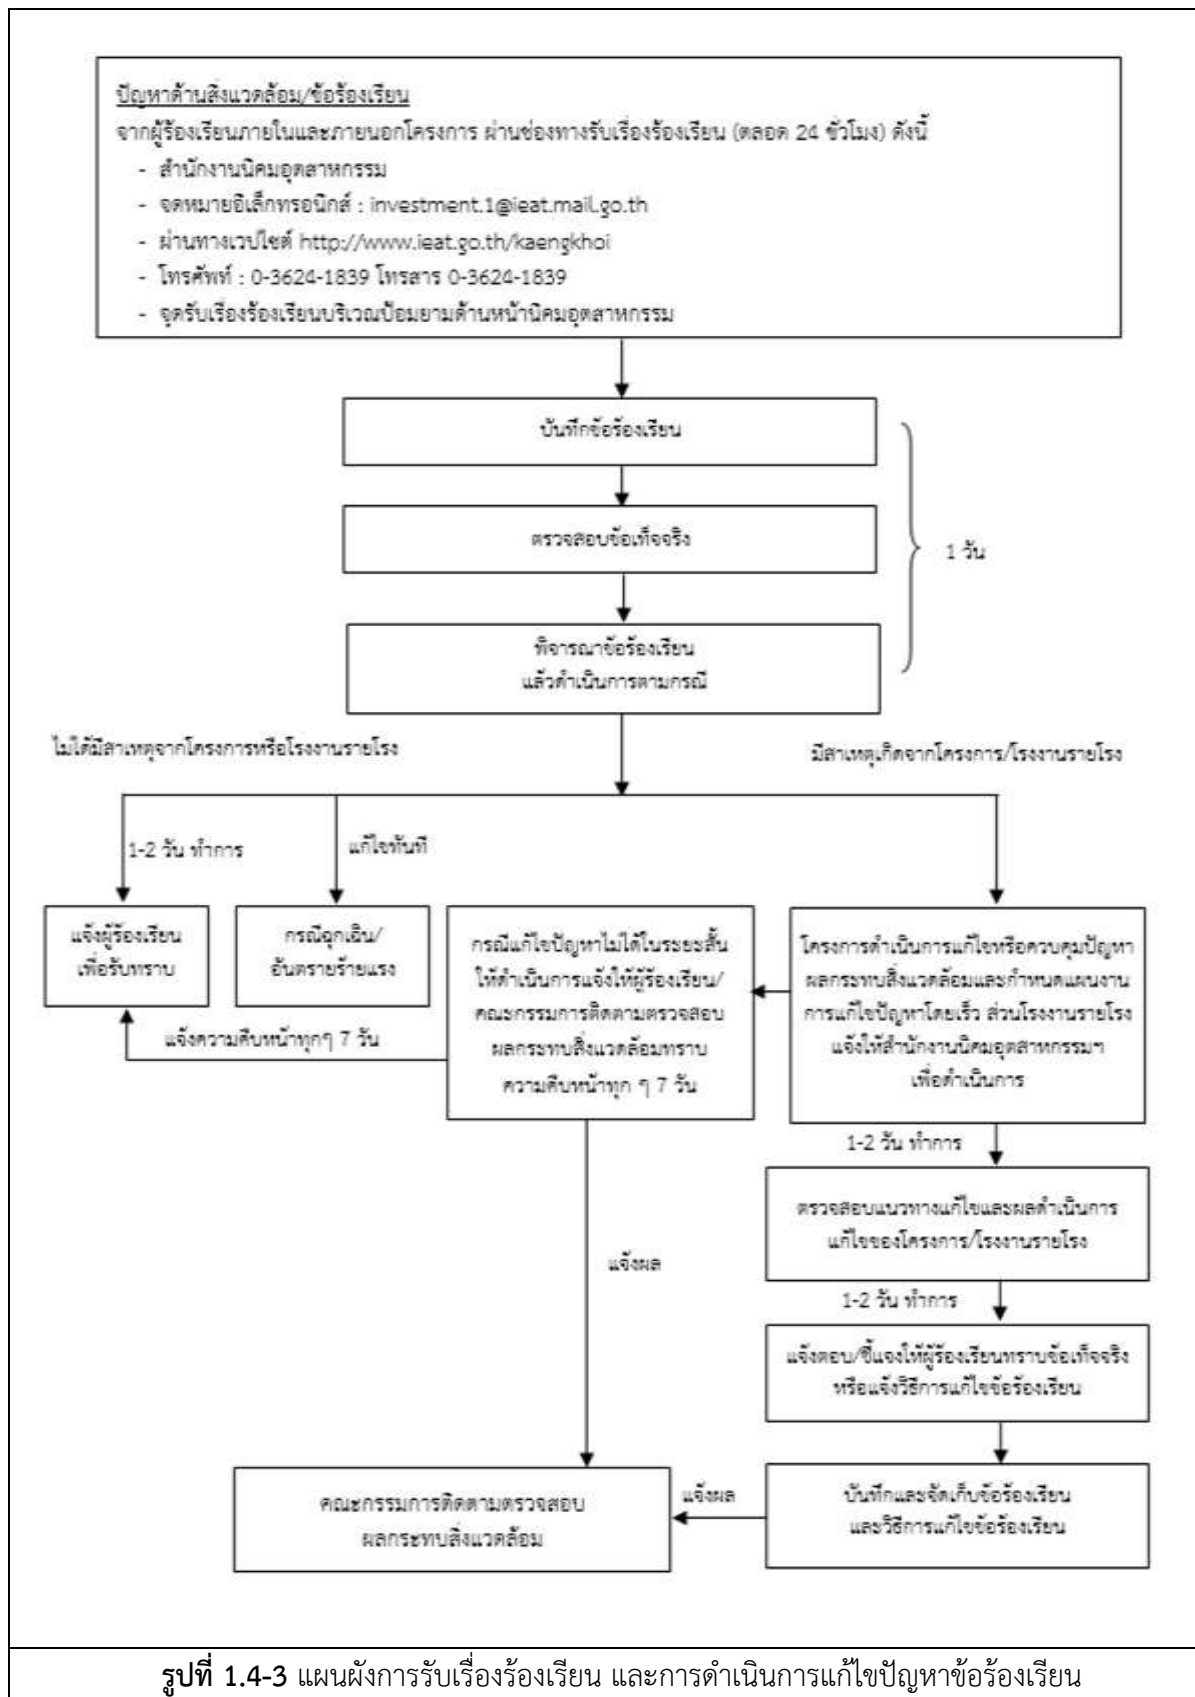 ปัญหาด้านสิ่งแวดล้อม/ข้อร้องเรียน
จากผู้ร้องเรียนภายในและภายนอกโครงการ ผ่านช่องทางรับเรื่องร้องเรียน (ตลอด 24 ชั่วโมง) ดังนี้
- สำนักงานนิคมอุตสาหกรรม
- จดหมายอิเล็กทรอนิกส์ : investment.1@ieat.mail.go.th
- ผ่านทางเวปไซต์ http://www.ieat.go.th/kaengkhoi
- โทรศัพท์ : 0-3624-1839 โทรสาร 0-3624-1839
- จุดรับเรื่องร้องเรียนบริเวณป้อมยามด้านหน้านิคมอุตสาหกรรม
บันทึกข้อร้องเรียน
ตรวจสอบข้อเท็จจริง
1 วัน
พิจารณาข้อร้องเรียน
แล้วดำเนินการตามกรณี
ไม่ได้มีสาเหตุจากโครงการหรือโรงงานรายโรง
มีสาเหตุเกิดจากโครงการ/โรงงานรายโรง
1-2 วัน ทำการ
แก้ไขทันที
แจ้งผู้ร้องเรียน
เพื่อรับทราบ
กรณีฉุกเฉิน/
อันตรายร้ายแรง
กรณีแก้ไขปัญหาไม่ได้ในระยะสั้น
ให้ดำเนินการแจ้งให้ผู้ร้องเรียน/
คณะกรรมการติดตามตรวจสอบ
ผลกระทบสิ่งแวดล้อมทราบ
ความคืบหน้าทุก ๆ 7 วัน
โครงการดำเนินการแก้ไขหรือควบคุมปัญหา
ผลกระทบสิ่งแวดล้อมและกำหนดแผนงาน
การแก้ไขปัญหาโดยเร็ว ส่วนโรงงานรายโรง
แจ้งให้สำนักงานนิคมอุตสาหกรรมฯ
เพื่อดำเนินการ
แจ้งความคืบหน้าทุกๆ 7 วัน
1-2 วัน ทำการ
ตรวจสอบแนวทางแก้ไขและผลดำเนินการ
แก้ไขของโครงการ/โรงงานรายโรง
แจ้งผล
1-2 วัน ทำการ
แจ้งตอบ/ชี้แจงให้ผู้ร้องเรียนทราบข้อเท็จจริง
หรือแจ้งวิธีการแก้ไขข้อร้องเรียน
คณะกรรมการติดตามตรวจสอบ
ผลกระทบสิ่งแวดล้อม
แจ้งผล
บันทึกและจัดเก็บข้อร้องเรียน
และวิธีการแก้ไขข้อร้องเรียน
รูปที่ 1.4-3 แผนผังการรับเรื่องร้องเรียน และการดำเนินการแก้ไขปัญหาข้อร้องเรียน